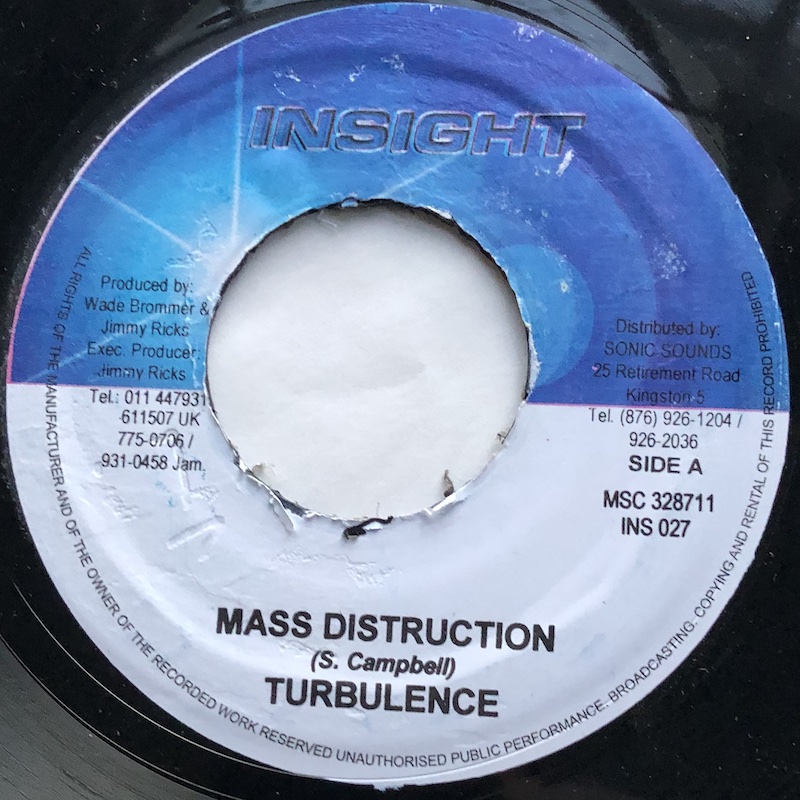 INSIGHT
Produced by:
Wade Brommer &
Jimmy Ricks
Exec. Producer:
Jimmy Ricks
Tel.: 011 447931
611507 UK
775-0706 /
931-0458 Jam.
Distributed by:
SONIC SOUNDS
25 Retirement Road
Kingston 5
Tel. (876) 926-1204 /
926-2036
SIDE A
MSC 328711
INS 027
MASS DISTRUCTION
(S. Campbell)
TURBULENCE
ALL RIGHTS OF THE MANUFACTURER AND OF THE OWNER OF THE RECORDED WORK RESERVED UNAUTHORISED PUBLIC PERFORMANCE. BROADCASTING. COPYING AND RENTAL OF THIS RECORD PROHIBITED